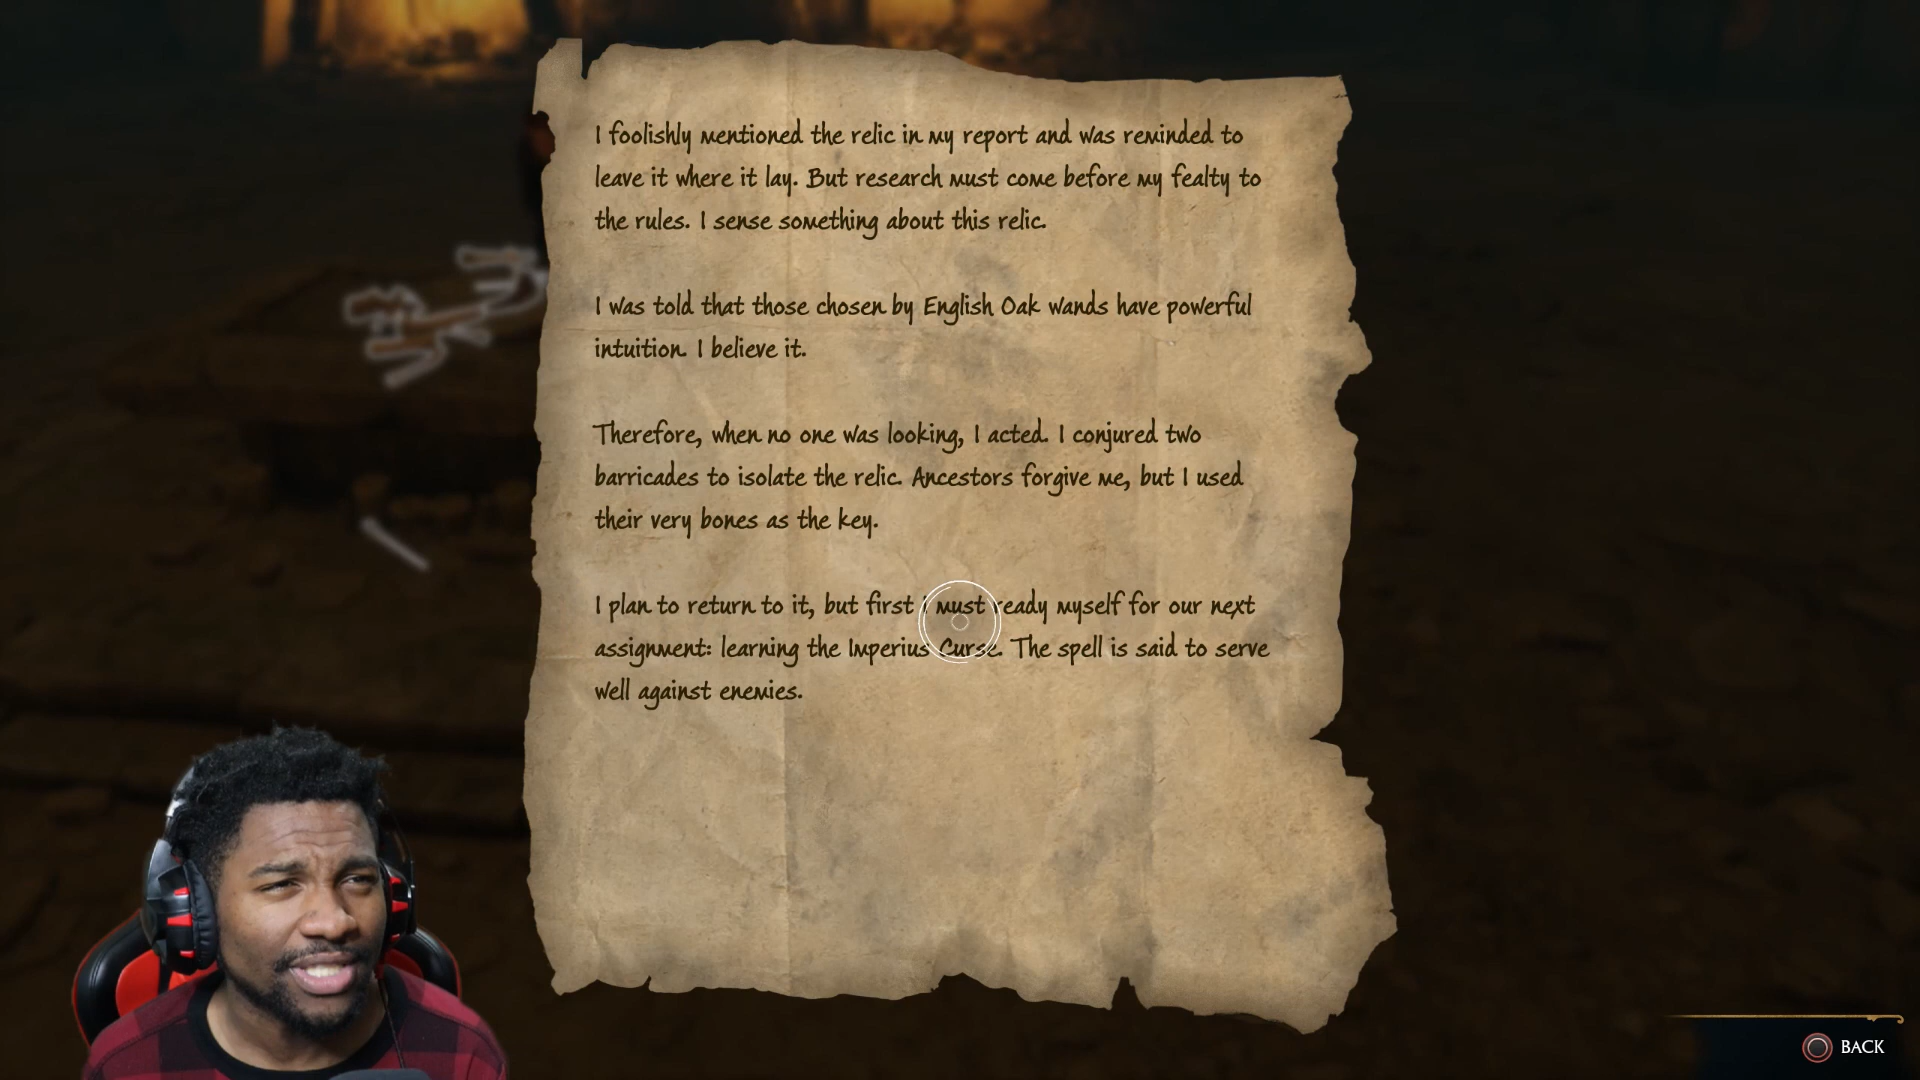 I foolishly mentioned the relic in my report and was reminded to
leave it where it lay. But research must come before my fealty to
the rules. I sense something about this relic.
I was told that those chosen by English Oak wands have powerful
intuition. I believe it.
Therefore, when no one was looking, I acted. I conjured two
barricades to isolate the relic. Ancestors forgive me, but I used
their very bones as the key.
I plan to return to it, but first I must ready myself for our next
assignment: learning the Imperius Curse. The spell is said to serve
well against enemies.
BACK